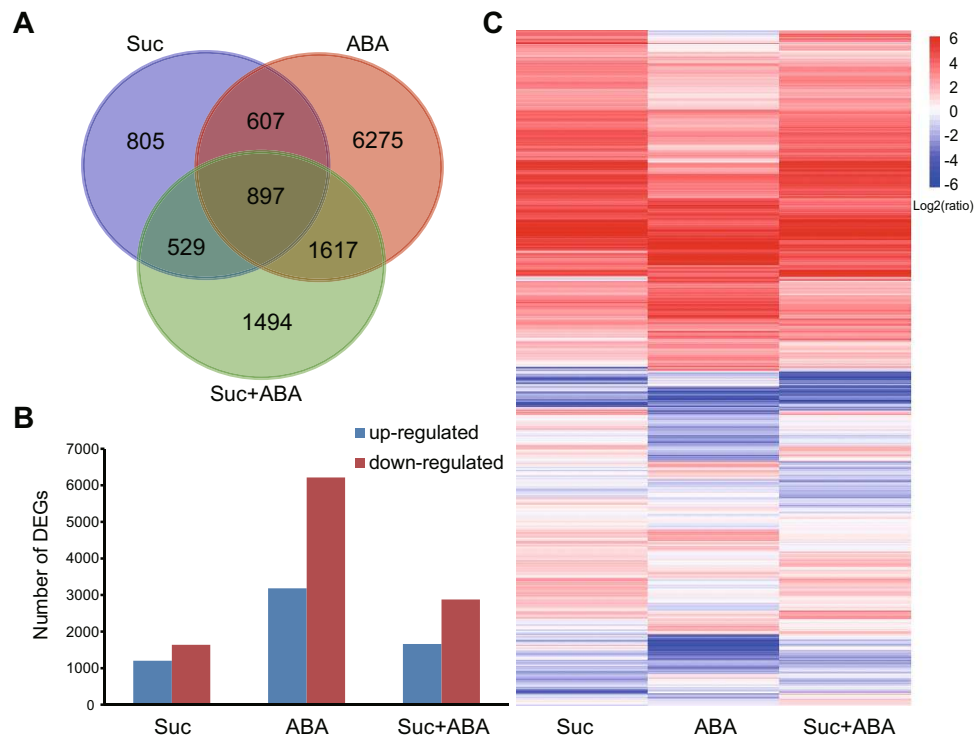 A
Suc
ABA
805
607
6275
897
529
1617
1494
Suc+ABA
B
up-regulated
down-regulated
Number of DEGs
7000
6000
5000
4000
3000
2000
1000
0
Suc
ABA
Suc+ABA
C
6
4
2
0
-2
-4
-6
Log2(ratio)
Suc
ABA
Suc+ABA